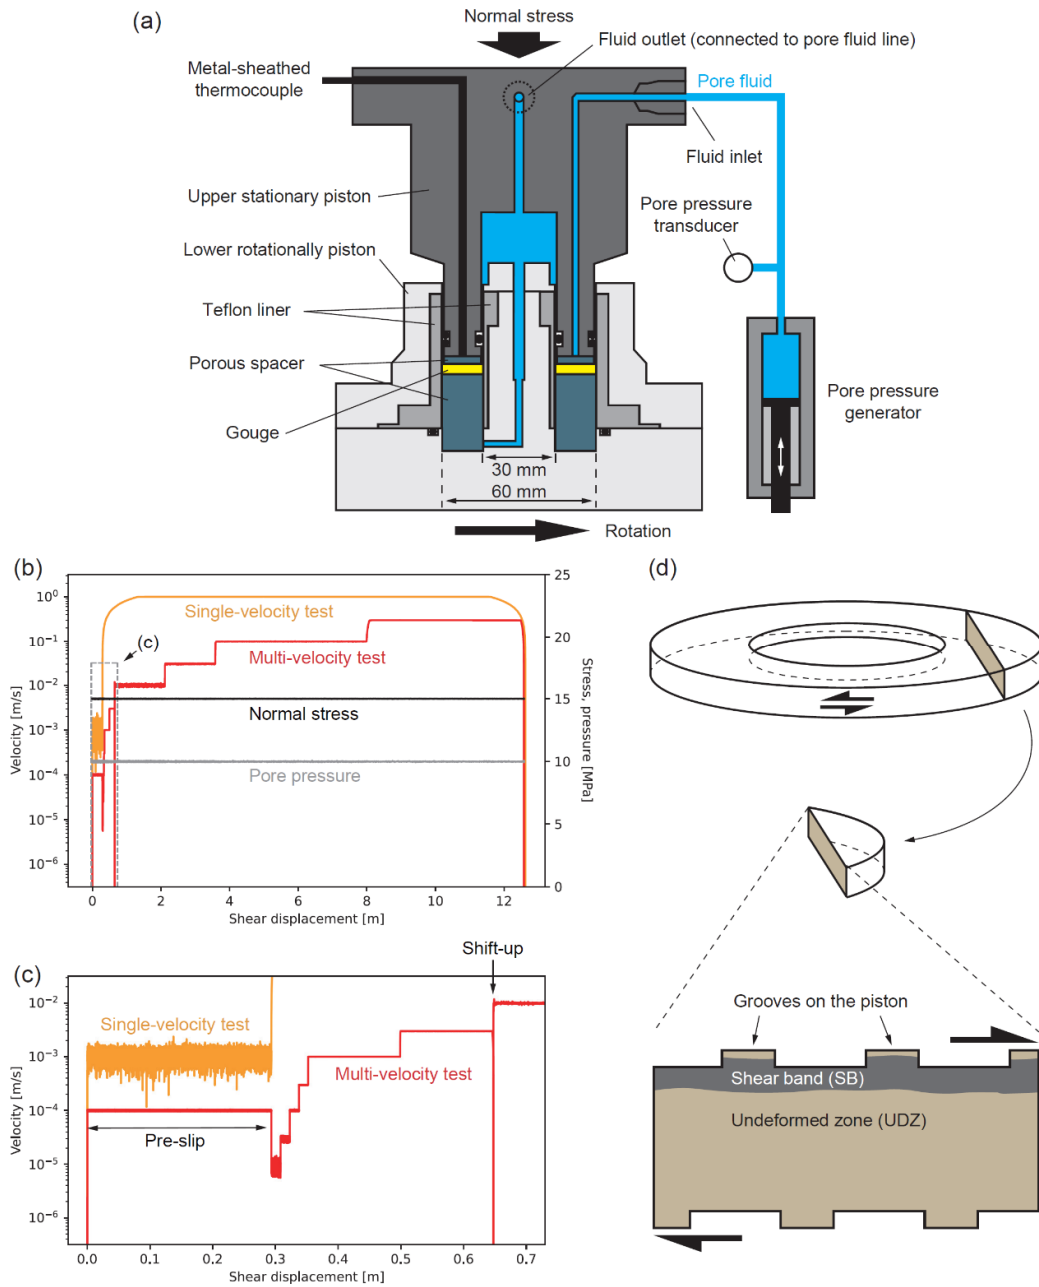 (a)
Normal stress
Fluid outlet (connected to pore fluid line)
Metal-sheathed
thermocouple
Pore fluid
Fluid inlet
Upper stationary piston
Pore pressure
transducer
Lower rotationally piston
Teflon liner
Porous spacer
Gouge
Pore pressure
generator
30 mm
60 mm
Rotation
(b)
Velocity [m/s]
10⁰
10⁻¹
10⁻²
10⁻³
10⁻⁴
10⁻⁵
10⁻⁶
Single-velocity test
(c)
Multi-velocity test
Normal stress
Pore pressure
25
20
15
10
5
0
Stress, pressure [MPa]
0 2 4 6 8 10 12
Shear displacement [m]
(c)
Shift-up
Velocity [m/s]
10⁻²
10⁻³
10⁻⁴
10⁻⁵
10⁻⁶
Single-velocity test
Multi-velocity test
Pre-slip
0.0 0.1 0.2 0.3 0.4 0.5 0.6 0.7
Shear displacement [m]
(d)
Grooves on the piston
Shear band (SB)
Undeformed zone (UDZ)